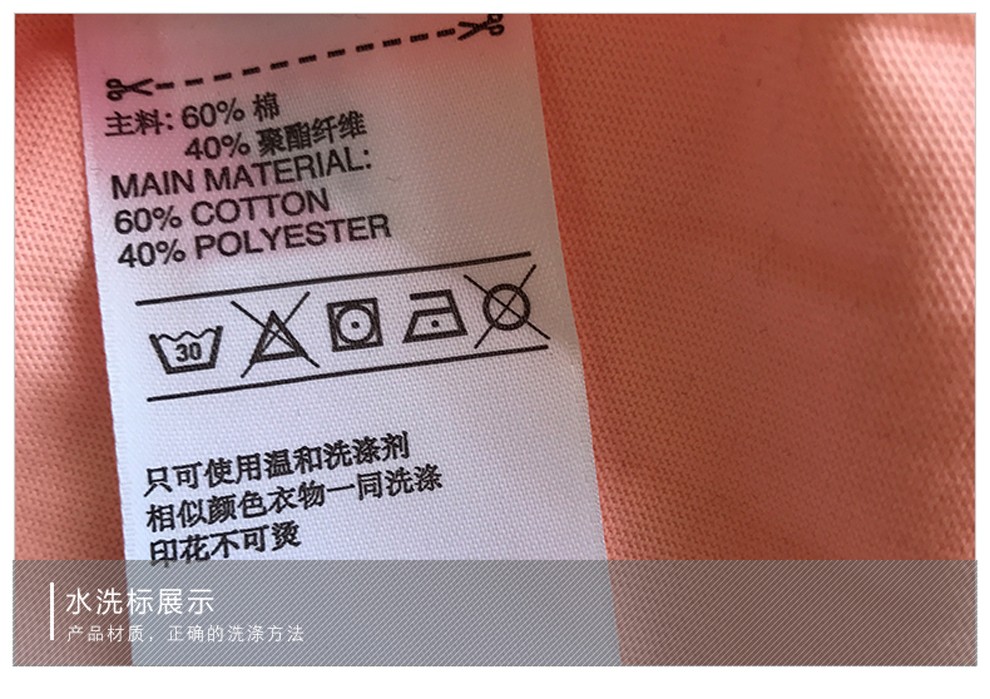 主料: 60% 棉
40% 聚酯纤维
MAIN MATERIAL:
60% COTTON
40% POLYESTER
30
只可使用温和洗涤剂
相似颜色衣物一同洗涤
印花不可烫
水洗标展示
产品材质，正确的洗涤方法